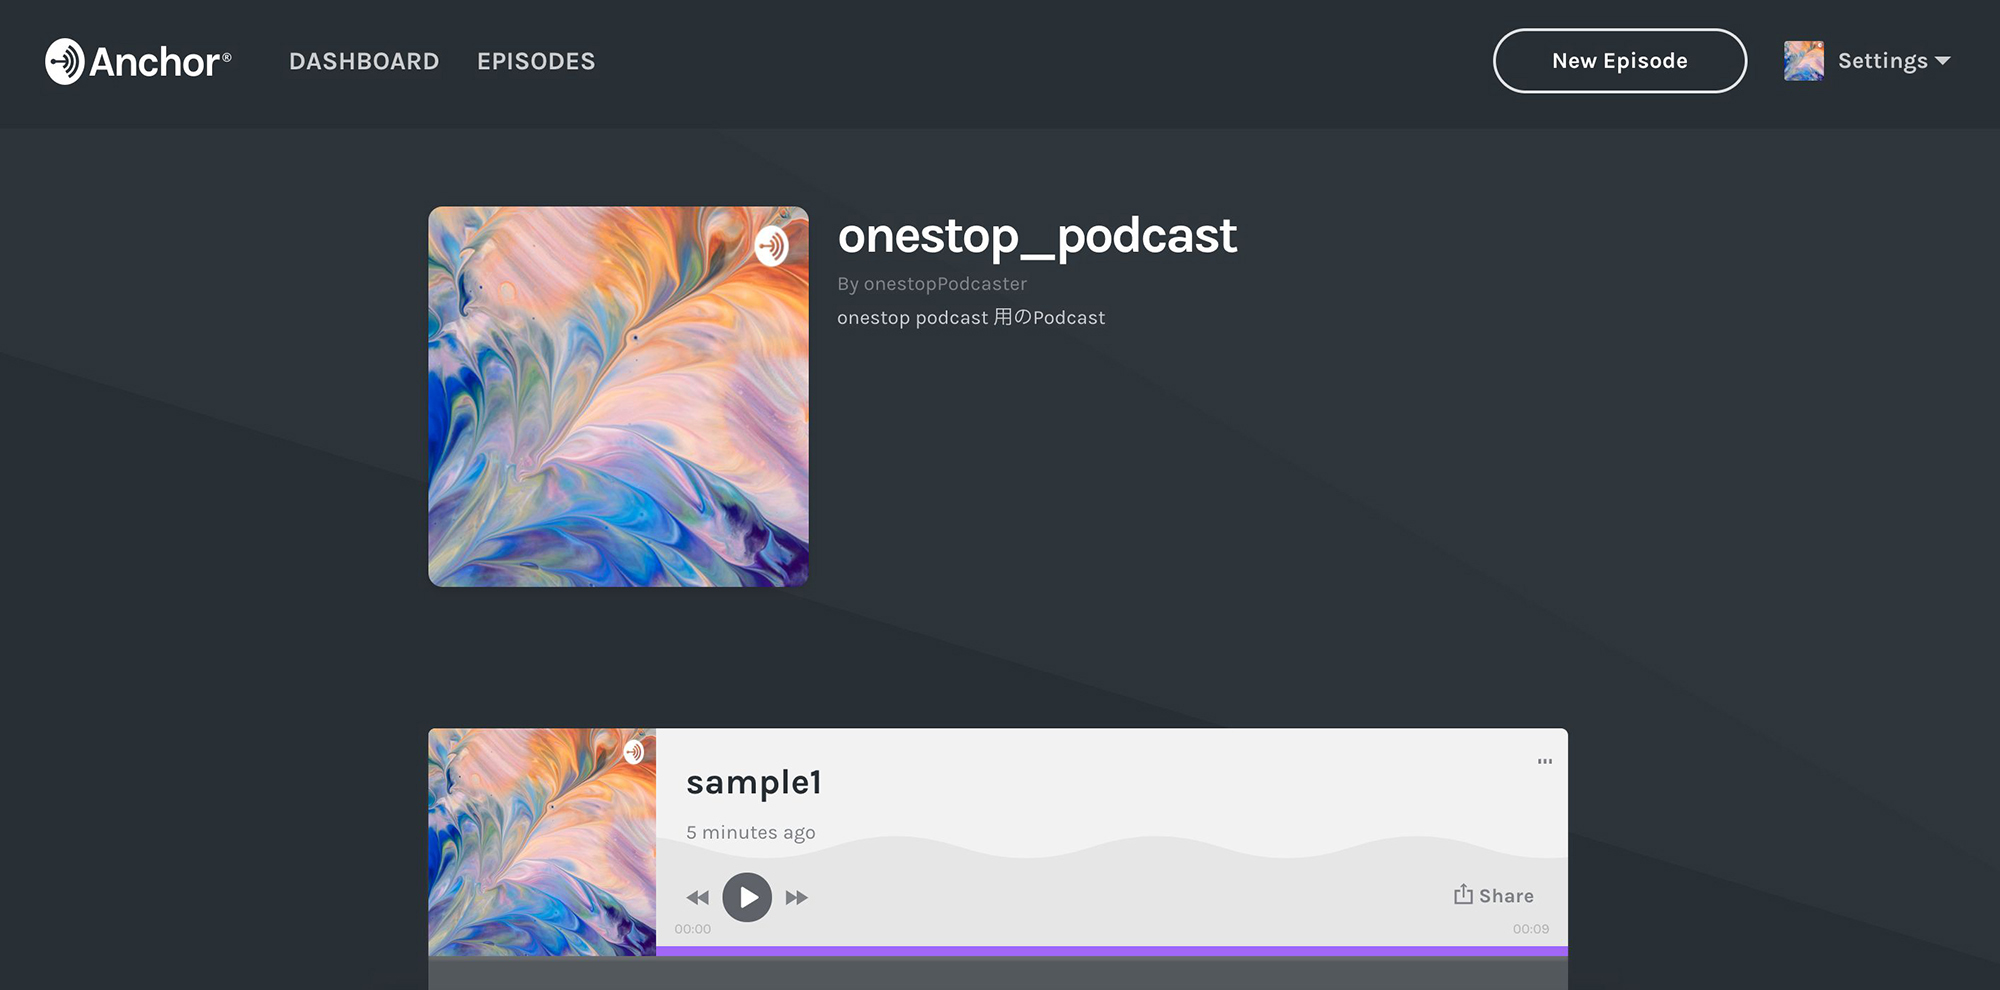 Anchor®
DASHBOARD
EPISODES
New Episode
Settings
onestop_podcast
By onestopPodcaster
onestop podcast 用のPodcast
sample1
5 minutes ago
Share
00:00
00:09